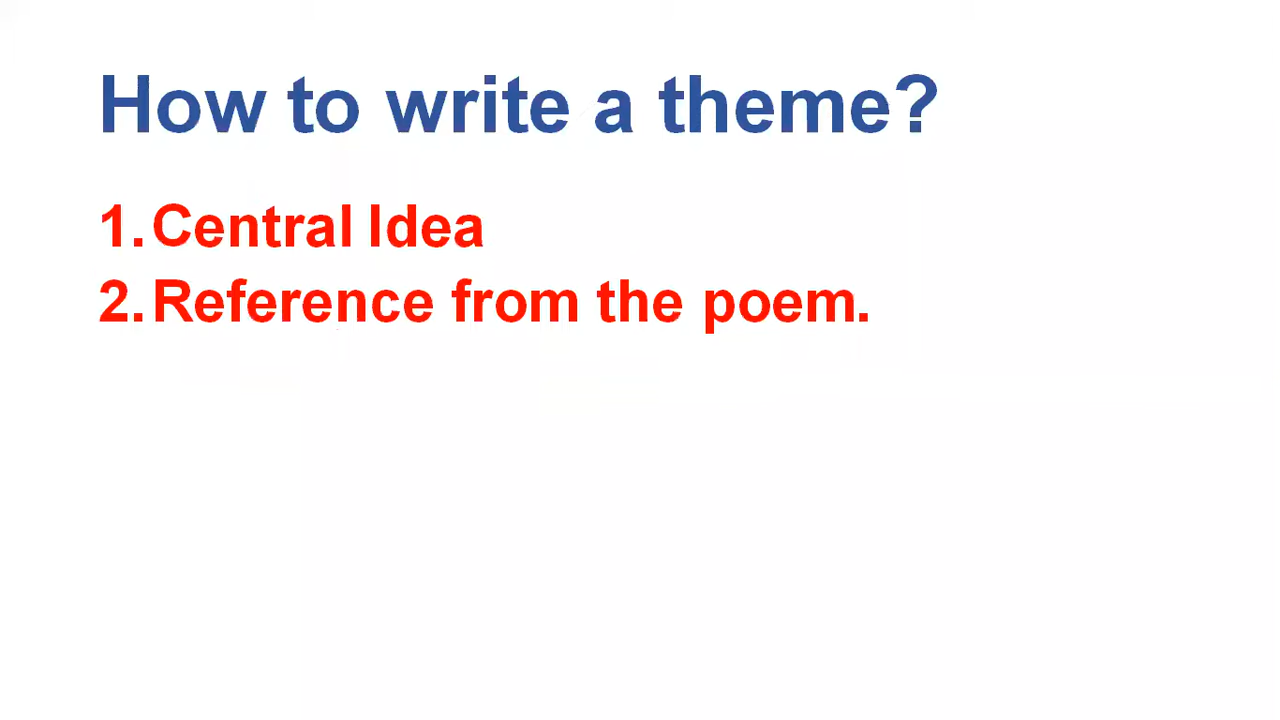 How to write a theme?
1. Central Idea
2. Reference from the poem.